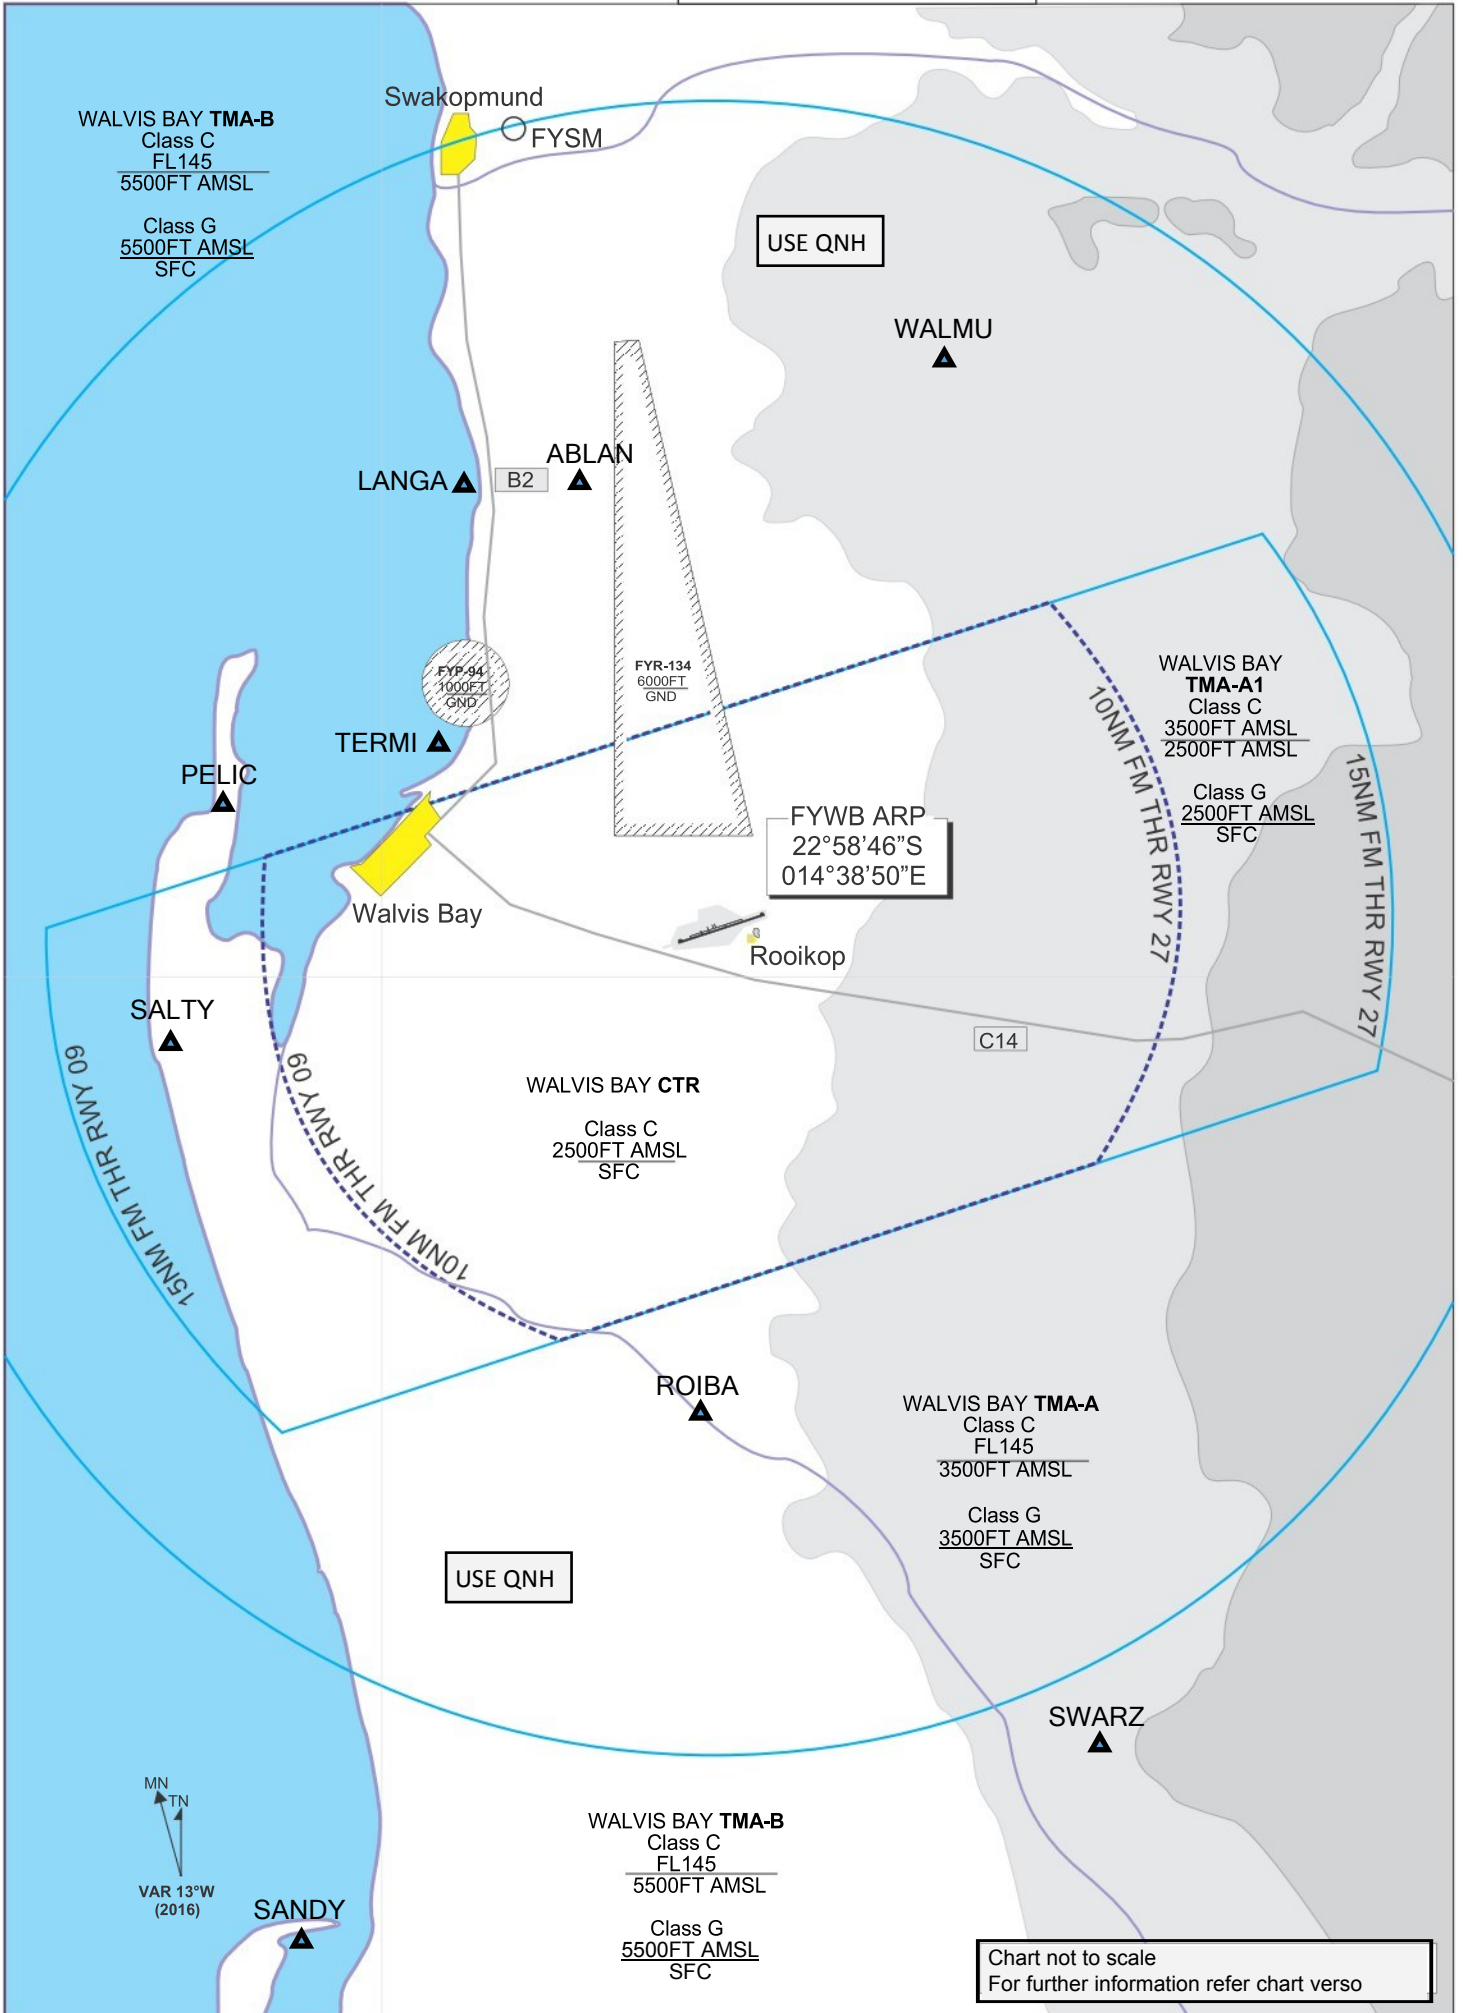 Swakopmund
FYSM
WALVIS BAY TMA-B
Class C
FL145
5500FT AMSL
Class G
5500FT AMSL
SFC
USE QNH
WALMU
ABLAN
LANGA
B2
FYP-94
1000FT
GND
FYR-134
6000FT
GND
WALVIS BAY
TMA-A1
Class C
3500FT AMSL
2500FT AMSL
Class G
2500FT AMSL
SFC
10NM FM THR RWY 27
15NM FM THR RWY 27
TERMI
PELIC
FYWB ARP
22°58'46"S
014°38'50"E
Walvis Bay
Rooikop
SALTY
C14
15NM FM THR RWY 09
10NM FM THR RWY 09
WALVIS BAY CTR
Class C
2500FT AMSL
SFC
ROIBA
WALVIS BAY TMA-A
Class C
FL145
3500FT AMSL
Class G
3500FT AMSL
SFC
USE QNH
SWARZ
MN
TN
VAR 13°W
(2016)
SANDY
WALVIS BAY TMA-B
Class C
FL145
5500FT AMSL
Class G
5500FT AMSL
SFC
Chart not to scale
For further information refer chart verso